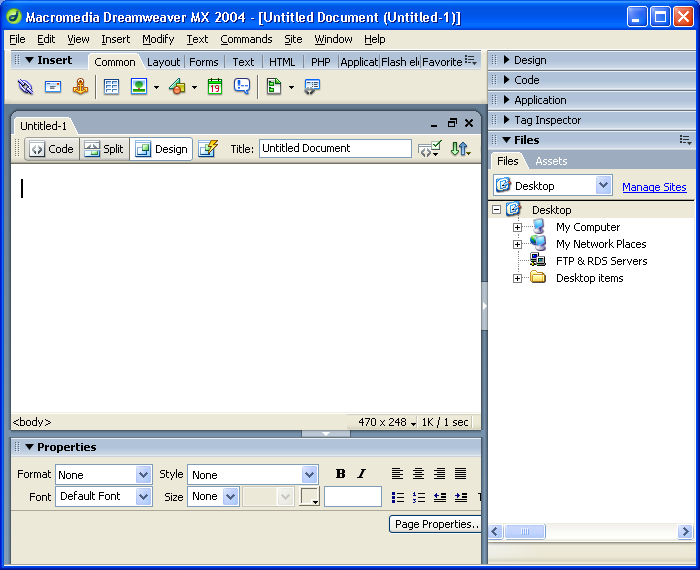 Macromedia Dreamweaver MX 2004 - [Untitled Document (Untitled-1)]
File Edit View Insert Modify Text Commands Site Window Help
Insert Common Layout Forms Text HTML PHP Applicat Flash el Favorite
19
Untitled-1
Code Split Design Title: Untitled Document
<body> 470 x 248 1K / 1 sec
Properties
Format None Style None B I
Font Default Font Size None
Page Properties..
Design
Code
Application
Tag Inspector
Files
Files Assets
Desktop Manage Sites
Desktop
My Computer
My Network Places
FTP & RDS Servers
Desktop items